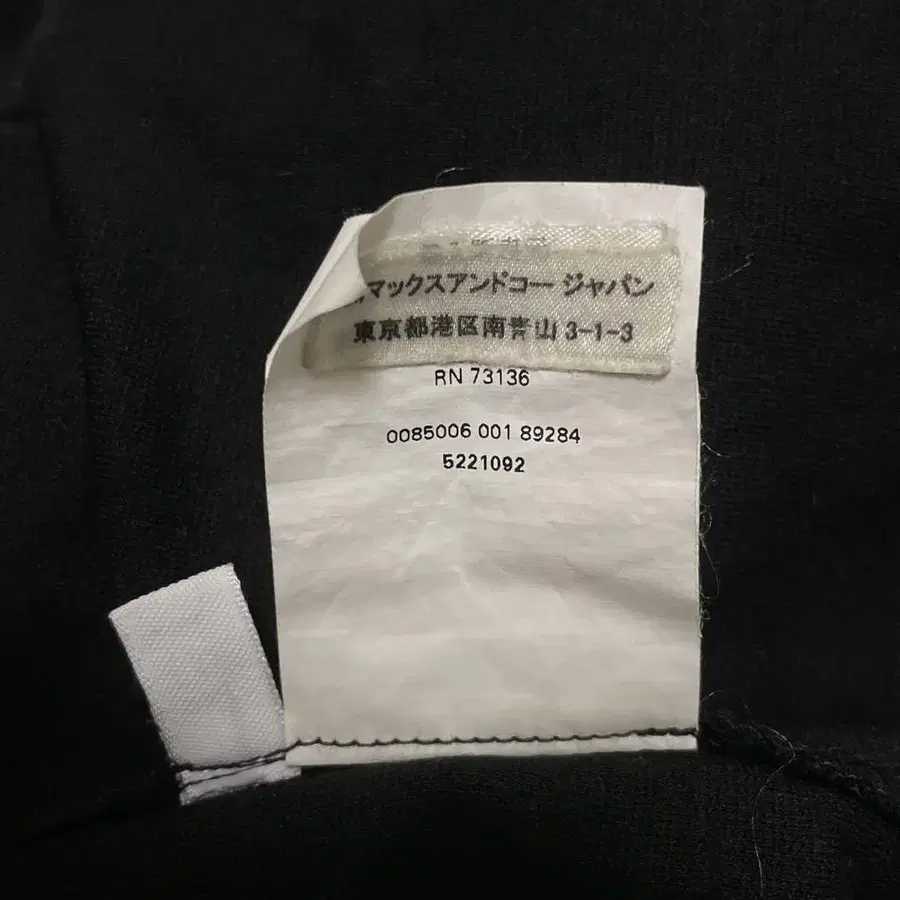 マックスアンドコー ジャパン
東京都港区南青山 3-1-3
RN 73136
0085006 001 89284
5221092